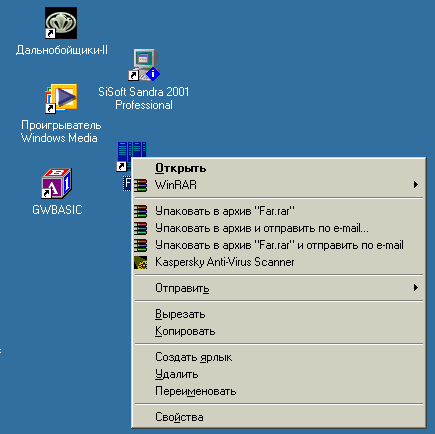 Дальнобойщики-II
SiSoft Sandra 2001
Professional
Проигрыватель
Windows Media
GWBASIC
Открыть
WinRAR
Упаковать в архив "Far.rar"
Упаковать в архив и отправить по e-mail...
Упаковать в архив "Far.rar" и отправить по e-mail
Kaspersky Anti-Virus Scanner
Отправить
Вырезать
Копировать
Создать ярлык
Удалить
Переименовать
Свойства